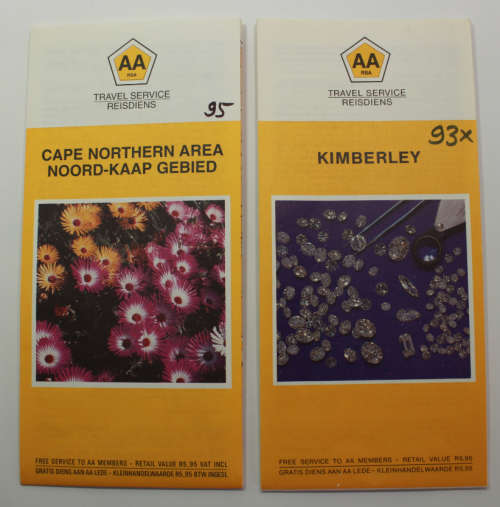 AA
RSA
TRAVEL SERVICE
REISDIENS
95
CAPE NORTHERN AREA
NOORD-KAAP GEBIED
FREE SERVICE TO AA MEMBERS - RETAIL VALUE R5,95 VAT INCL
GRATIS DIENS AAN AA LEDE - KLEINHANDELWAARDE R5,95 BTW INGESL
AA
RSA
TRAVEL SERVICE
REISDIENS
93x
KIMBERLEY
FREE SERVICE TO AA MEMBERS - RETAIL VALUE R5,95
GRATIS DIENS AAN AA LEDE - KLEINHANDELWAARDE R5,95